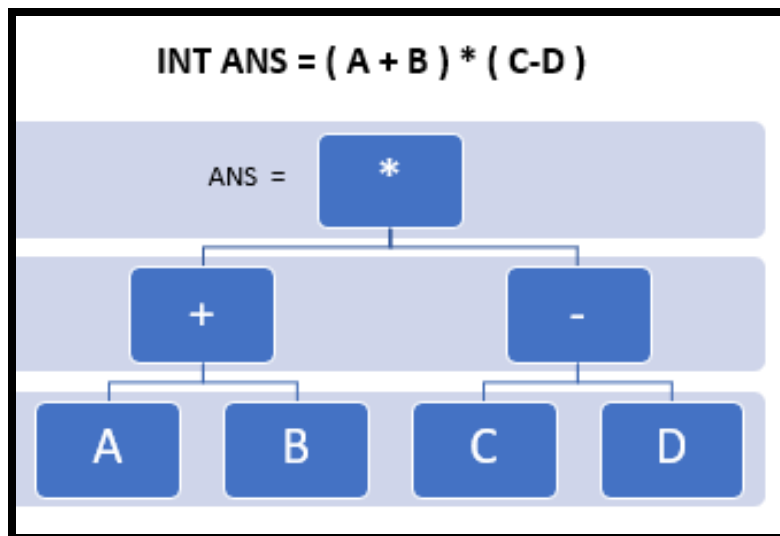 INT ANS = ( A + B ) * ( C-D )
ANS = *
+ -
A B C D